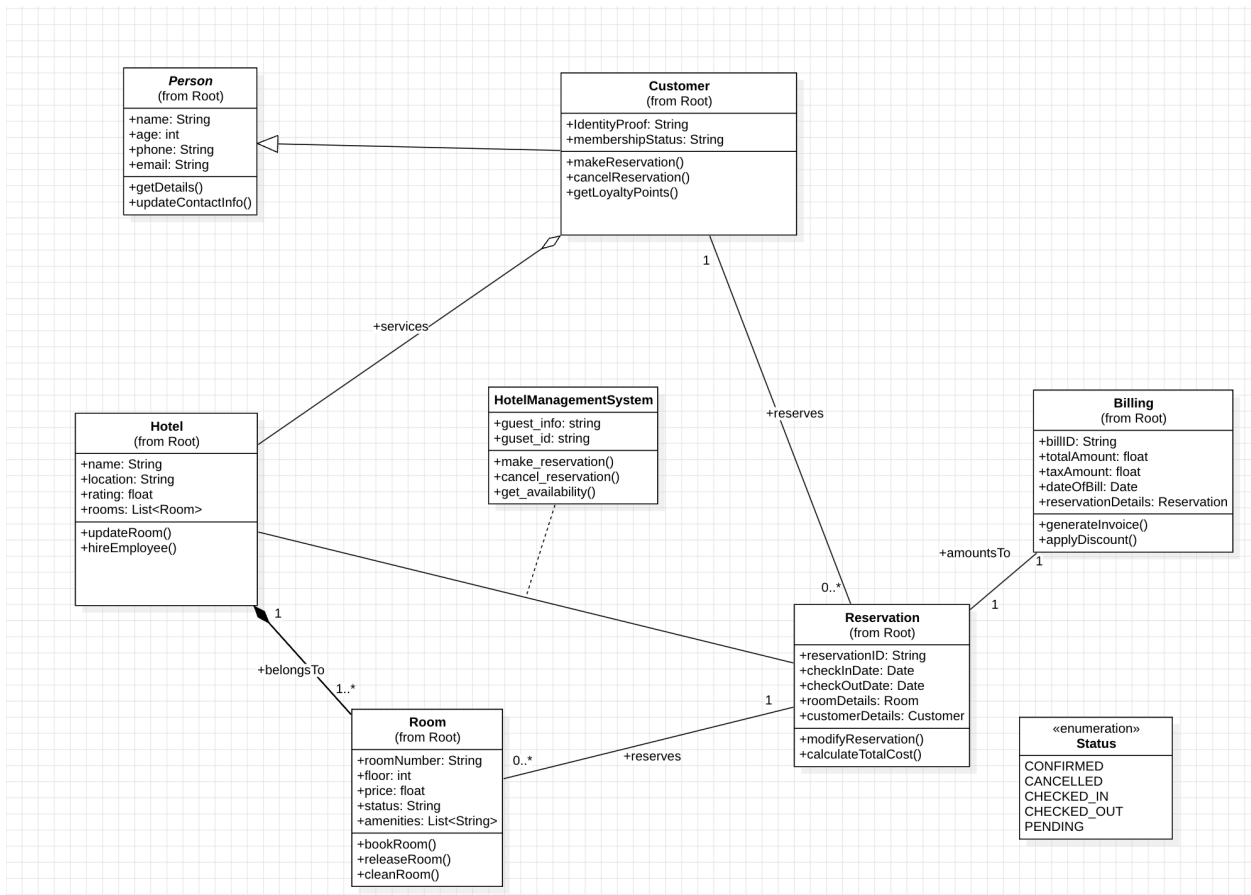 Person
(from Root)
+name: String
+age: int
+phone: String
+email: String
+getDetails()
+updateContactInfo()
Customer
(from Root)
+IdentityProof: String
+membershipStatus: String
+makeReservation()
+cancelReservation()
+getLoyaltyPoints()
1
+services
+reserves
0..*
HotelManagementSystem
+guest_info: string
+guset_id: string
+make_reservation()
+cancel_reservation()
+get_availability()
Hotel
(from Root)
+name: String
+location: String
+rating: float
+rooms: List<Room>
+updateRoom()
+hireEmployee()
1
+belongsTo
1..*
Billing
(from Root)
+billID: String
+totalAmount: float
+taxAmount: float
+dateOfBill: Date
+reservationDetails: Reservation
+generateInvoice()
+applyDiscount()
+amountsTo
1
1
Reservation
(from Root)
+reservationID: String
+checkInDate: Date
+checkOutDate: Date
+roomDetails: Room
+customerDetails: Customer
+modifyReservation()
+calculateTotalCost()
1
0..*
+reserves
Room
(from Root)
+roomNumber: String
+floor: int
+price: float
+status: String
+amenities: List<String>
+bookRoom()
+releaseRoom()
+cleanRoom()
«enumeration»
Status
CONFIRMED
CANCELLED
CHECKED_IN
CHECKED_OUT
PENDING